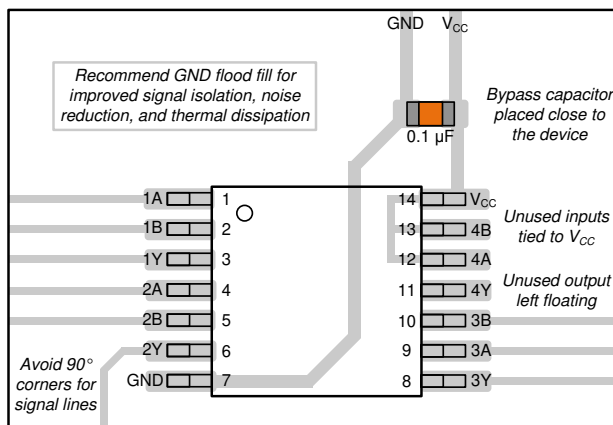 GND VCC
Recommend GND flood fill for
improved signal isolation, noise
reduction, and thermal dissipation
Bypass capacitor
placed close to
the device
0.1 µF
1A 1 14 VCC
1B 2 13 4B
1Y 3 12 4A
2A 4 11 4Y
2B 5 10 3B
2Y 6 9 3A
GND 7 8 3Y
Unused inputs
tied to VCC
Unused output
left floating
Avoid 90°
corners for
signal lines